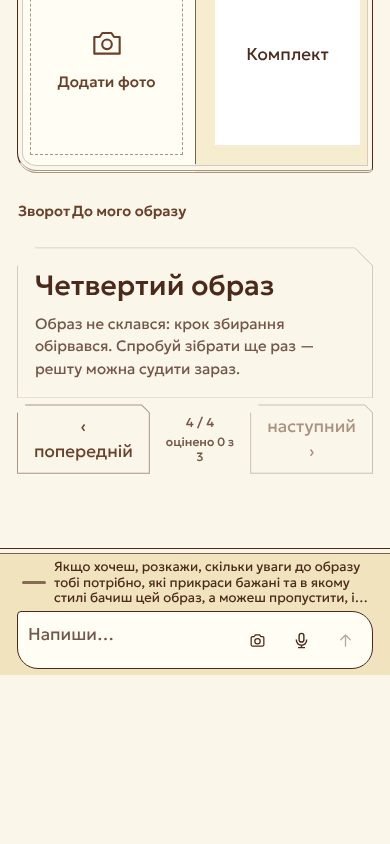 Додати фото
Комплект
Зворот До мого образу
Четвертий образ
Образ не склався: крок збирання
обірвався. Спробуй зібрати ще раз —
решту можна судити зараз.
‹
попередній
4 / 4
оцінено 0 з
3
наступний
›
Якщо хочеш, розкажи, скільки уваги до образу
тобі потрібно, які прикраси бажані та в якому
стилі бачиш цей образ, а можеш пропустити, і…
Напиши…